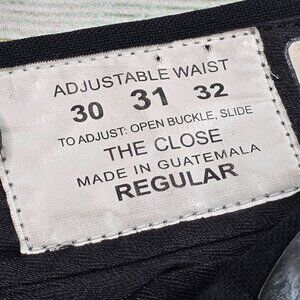 ADJUSTABLE WAIST
30 31 32
TO ADJUST: OPEN BUCKLE, SLIDE
THE CLOSE
MADE IN GUATEMALA
REGULAR